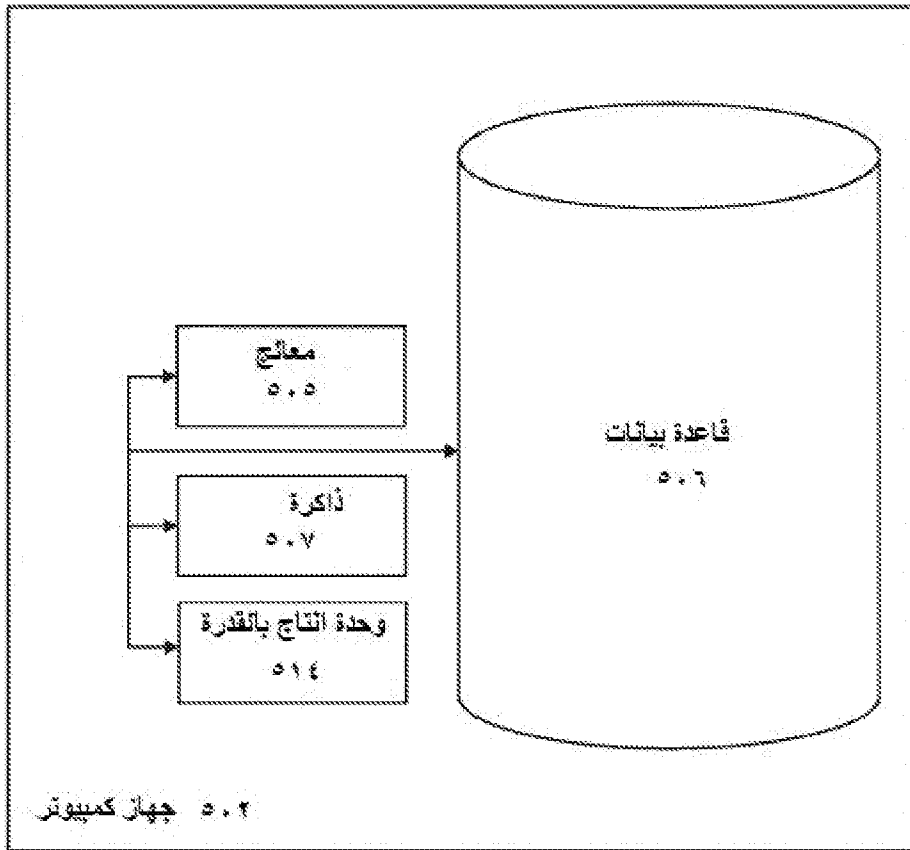 معالج
٥٠٥
قاعدة بيانات
٥٠٦
ذاكرة
٥٠٧
وحدة انتاج بالقدرة
٥١٤
٥٠٢ جهاز كمبيوتر